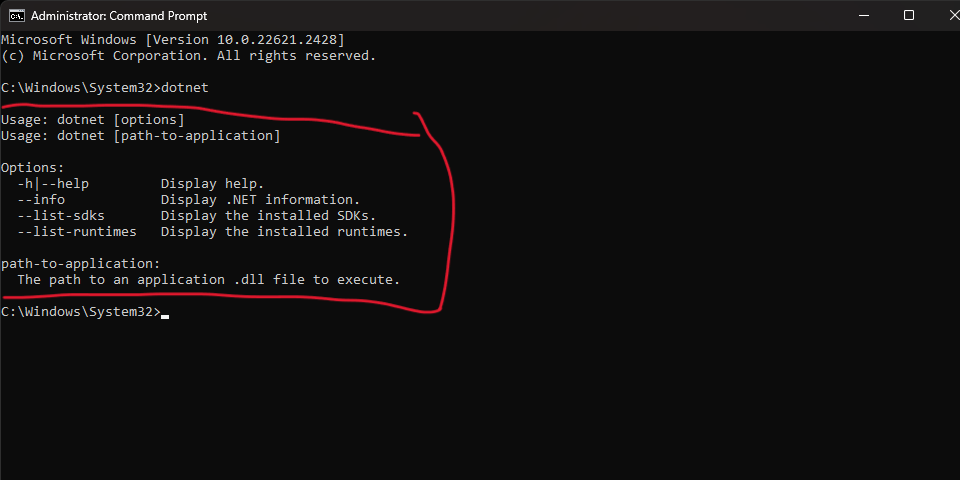 Administrator: Command Prompt
Microsoft Windows [Version 10.0.22621.2428]
(c) Microsoft Corporation. All rights reserved.
C:\Windows\System32>dotnet
Usage: dotnet [options]
Usage: dotnet [path-to-application]
Options:
  -h|--help         Display help.
  --info            Display .NET information.
  --list-sdks       Display the installed SDKs.
  --list-runtimes   Display the installed runtimes.
path-to-application:
  The path to an application .dll file to execute.
C:\Windows\System32>